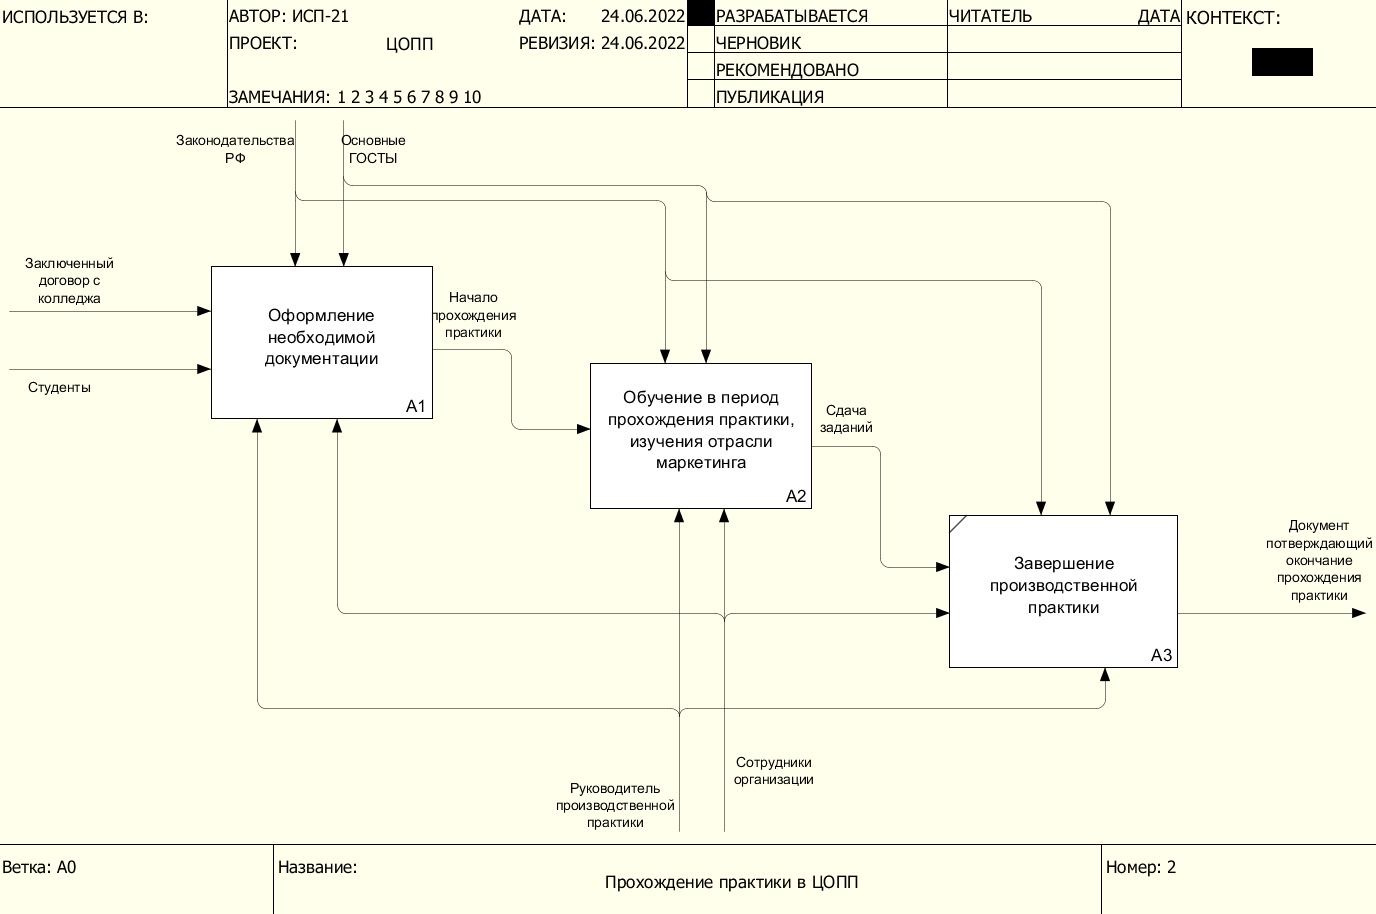 ИСПОЛЬЗУЕТСЯ В:
АВТОР: ИСП-21
ДАТА: 24.06.2022
ПРОЕКТ: ЦОПП
РЕВИЗИЯ: 24.06.2022
ЗАМЕЧАНИЯ: 1 2 3 4 5 6 7 8 9 10
РАЗРАБАТЫВАЕТСЯ
ЧЕРНОВИК
РЕКОМЕНДОВАНО
ПУБЛИКАЦИЯ
ЧИТАТЕЛЬ
ДАТА
КОНТЕКСТ:
Законодательства
РФ
Основные
ГОСТЫ
Заключенный
договор с
колледжа
Студенты
Оформление
необходимой
документации
A1
Начало
прохождения
практики
Обучение в период
прохождения практики,
изучения отрасли
маркетинга
A2
Сдача
заданий
Завершение
производственной
практики
A3
Документ
потверждающий
окончание
прохождения
практики
Сотрудники
организации
Руководитель
производственной
практики
Ветка: A0
Название:
Прохождение практики в ЦОПП
Номер: 2